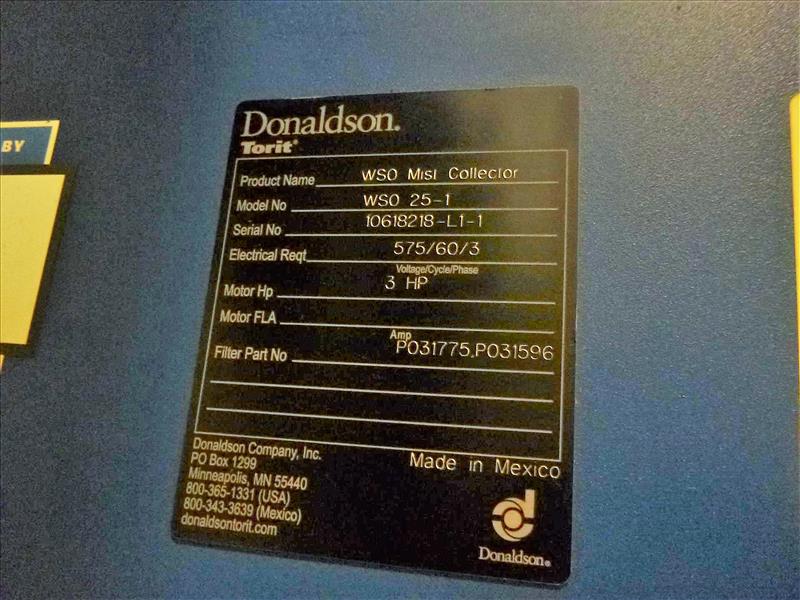 BY
Donaldson.
Torit®
Product Name WSO Mist Collector
Model No WSO 25-1
Serial No 10618218-L1-1
Electrical Reqt 575/60/3
Voltage/Cycle/Phase
Motor Hp 3 HP
Motor FLA
Amp
Filter Part No P031775,P031596
Donaldson Company, Inc.
PO Box 1299
Minneapolis, MN 55440
800-365-1331 (USA)
800-343-3639 (Mexico)
donaldsontorit.com
Made in Mexico
Donaldson®